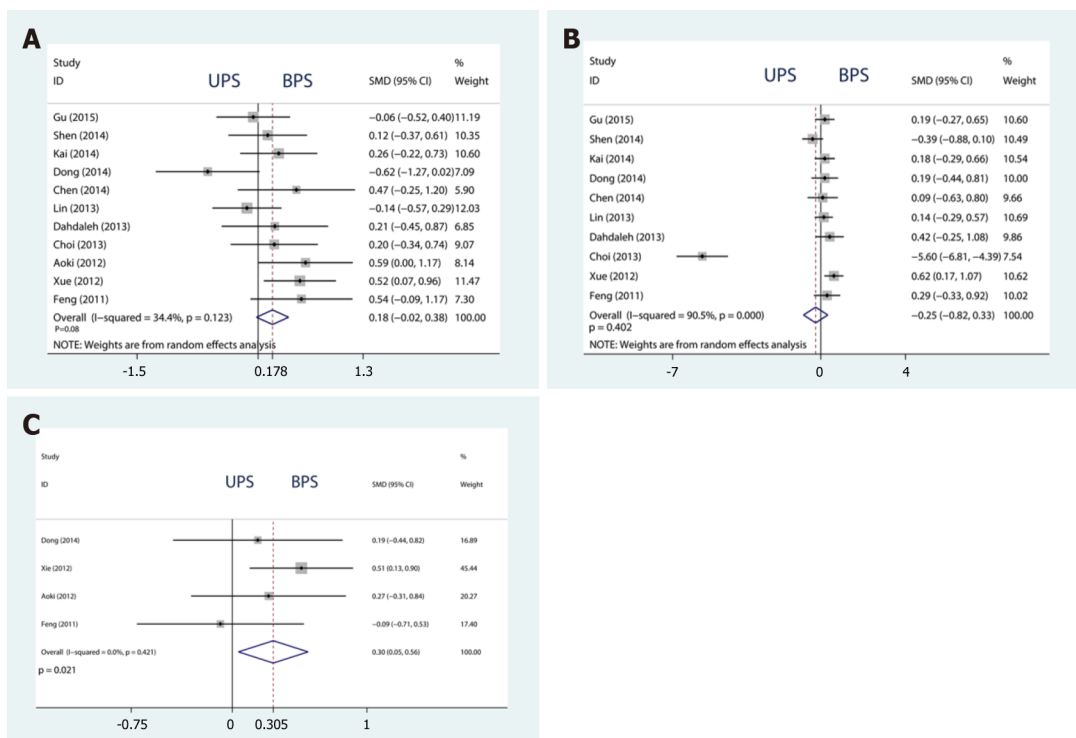 A
Study %
ID UPS BPS SMD (95% CI) Weight
Gu (2015) −0.06 (−0.52, 0.40) 11.19
Shen (2014) 0.12 (−0.37, 0.61) 10.35
Kai (2014) 0.26 (−0.22, 0.73) 10.60
Dong (2014) −0.62 (−1.27, 0.02) 7.09
Chen (2014) 0.47 (−0.25, 1.20) 5.90
Lin (2013) −0.14 (−0.57, 0.29) 12.03
Dahdaleh (2013) 0.21 (−0.45, 0.87) 6.85
Choi (2013) 0.20 (−0.34, 0.74) 9.07
Aoki (2012) 0.59 (0.00, 1.17) 8.14
Xue (2012) 0.52 (0.07, 0.96) 11.47
Feng (2011) 0.54 (−0.09, 1.17) 7.30
Overall (I−squared = 34.4%, p = 0.123) 0.18 (−0.02, 0.38) 100.00
P=0.08
NOTE: Weights are from random effects analysis
-1.5 0.178 1.3
B
Study %
ID UPS BPS SMD (95% CI) Weight
Gu (2015) 0.19 (−0.27, 0.65) 10.60
Shen (2014) −0.39 (−0.88, 0.10) 10.49
Kai (2014) 0.18 (−0.29, 0.66) 10.54
Dong (2014) 0.19 (−0.44, 0.81) 10.00
Chen (2014) 0.09 (−0.63, 0.80) 9.66
Lin (2013) 0.14 (−0.29, 0.57) 10.69
Dahdaleh (2013) 0.42 (−0.25, 1.08) 9.86
Choi (2013) −5.60 (−6.81, −4.39) 7.54
Xue (2012) 0.62 (0.17, 1.07) 10.62
Feng (2011) 0.29 (−0.33, 0.92) 10.02
Overall (I−squared = 90.5%, p = 0.000) −0.25 (−0.82, 0.33) 100.00
p = 0.402
NOTE: Weights are from random effects analysis
-7 0 4
C
Study %
ID UPS BPS SMD (95% CI) Weight
Dong (2014) 0.19 (−0.44, 0.82) 16.89
Xie (2012) 0.51 (0.13, 0.90) 45.44
Aoki (2012) 0.27 (−0.31, 0.84) 20.27
Feng (2011) −0.09 (−0.71, 0.53) 17.40
Overall (I−squared = 0.0%, p = 0.421) 0.30 (0.05, 0.56) 100.00
p = 0.021
-0.75 0 0.305 1